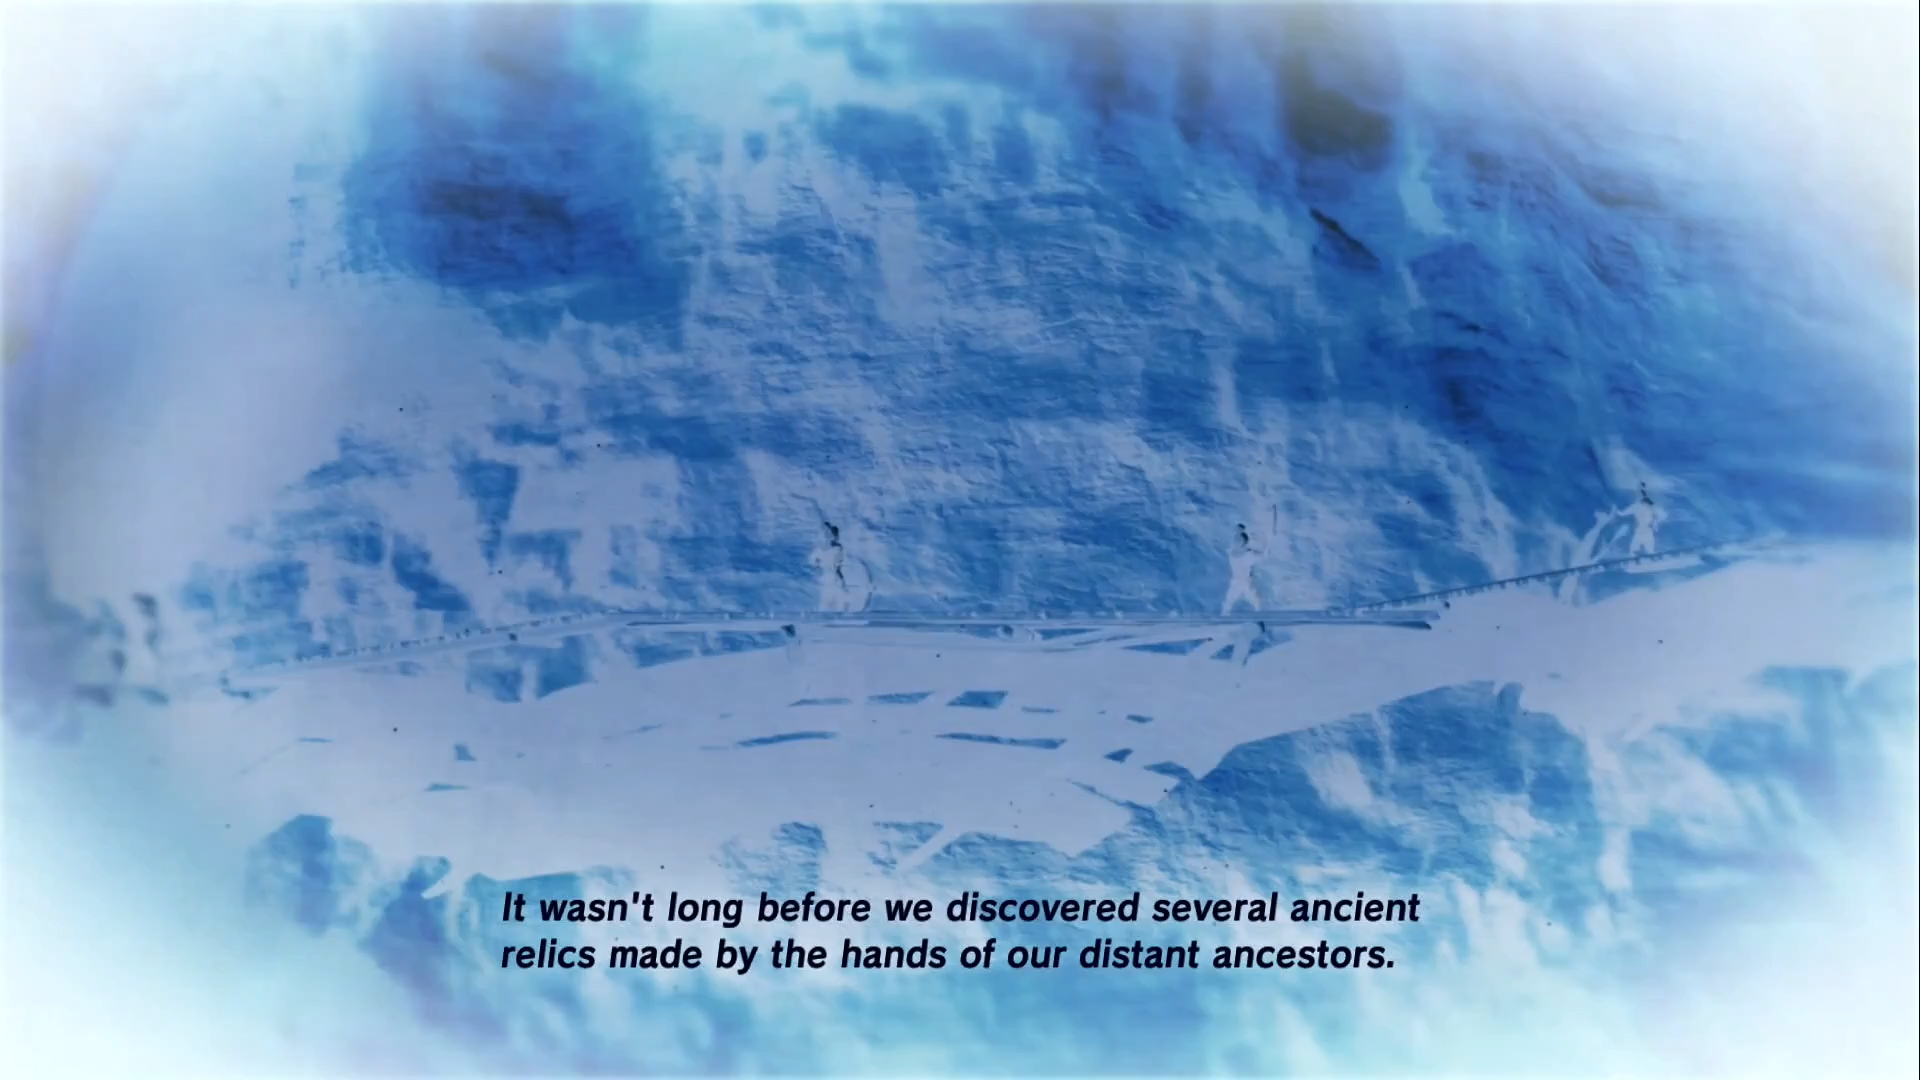 It wasn't long before we discovered several ancient
relics made by the hands of our distant ancestors.